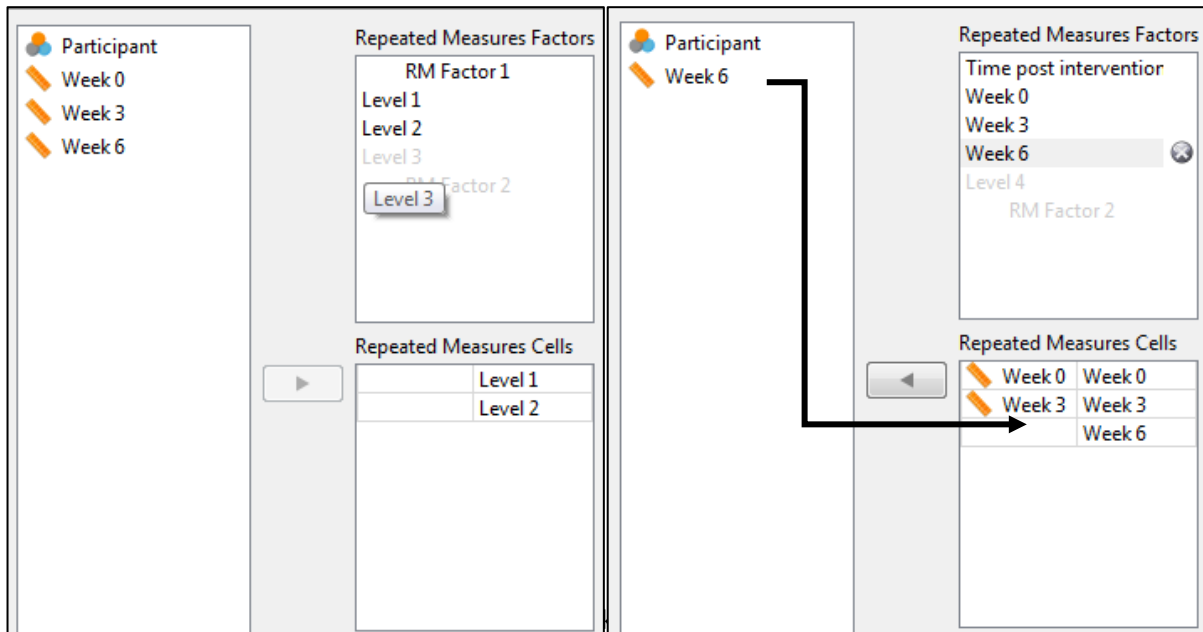 Participant
Week 0
Week 3
Week 6
Repeated Measures Factors
RM Factor 1
Level 1
Level 2
Level 3
RM Factor 2
Level 3
Repeated Measures Cells
Level 1
Level 2
Participant
Week 6
Repeated Measures Factors
Time post intervention
Week 0
Week 3
Week 6
Level 4
RM Factor 2
Repeated Measures Cells
Week 0 Week 0
Week 3 Week 3
Week 6